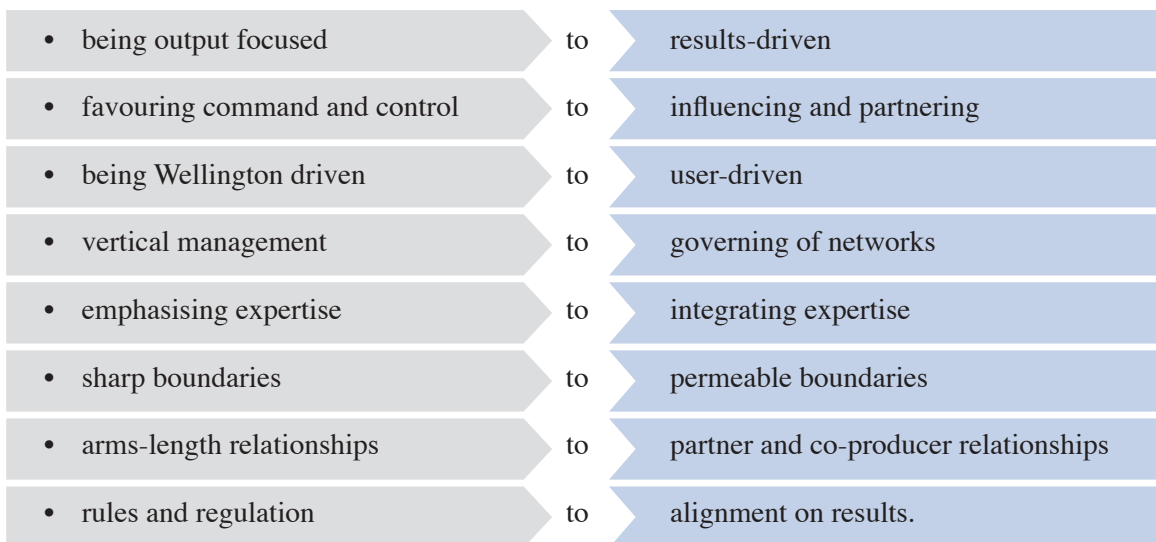 • being output focused to results-driven
• favouring command and control to influencing and partnering
• being Wellington driven to user-driven
• vertical management to governing of networks
• emphasising expertise to integrating expertise
• sharp boundaries to permeable boundaries
• arms-length relationships to partner and co-producer relationships
• rules and regulation to alignment on results.